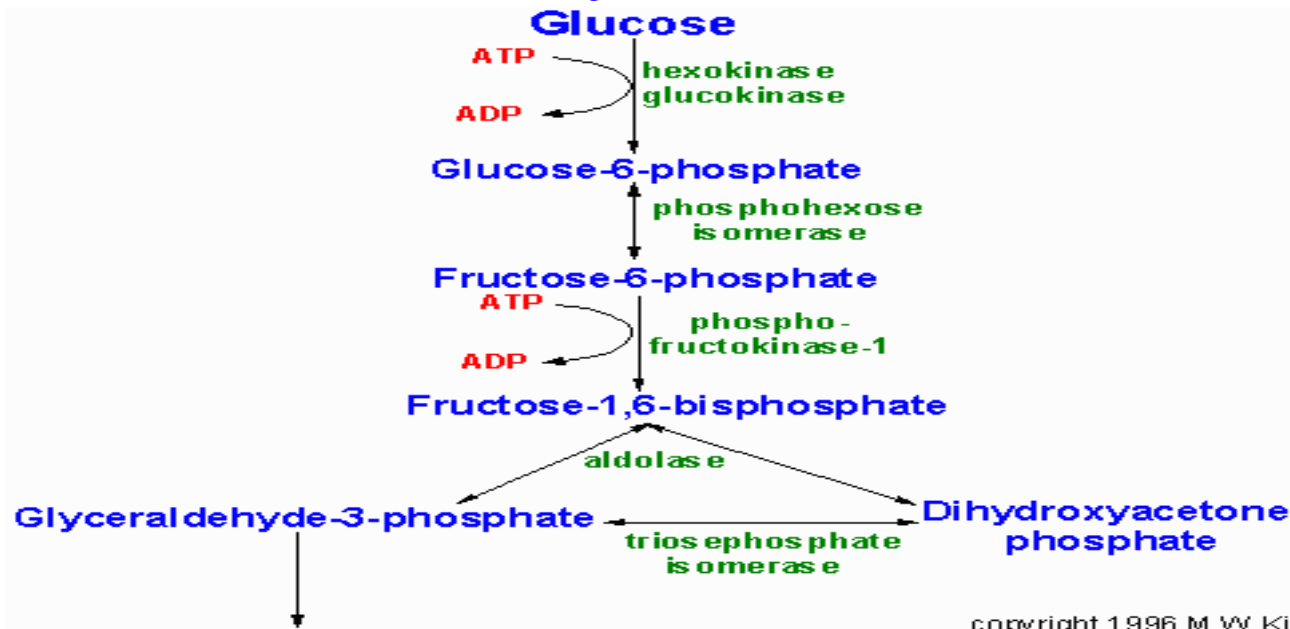 Glucose
ATP
hexokinase
glucokinase
ADP
Glucose-6-phosphate
phosphohexose
isomerase
Fructose-6-phosphate
ATP
phospho-
fructokinase-1
ADP
Fructose-1,6-bisphosphate
aldolase
Glyceraldehyde-3-phosphate
Dihydroxyacetone
phosphate
triosephosphate
isomerase
copyright 1996 M.W.Ki